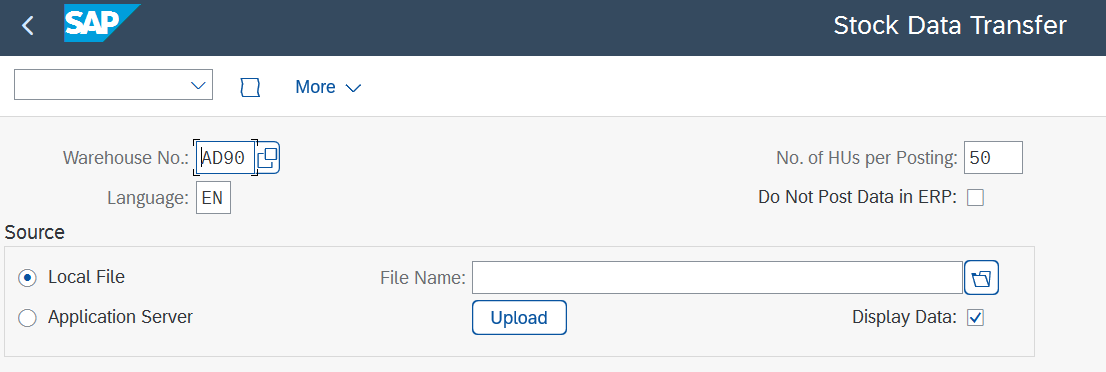 SAP Stock Data Transfer
More
Warehouse No.: AD90 No. of HUs per Posting: 50
Language: EN Do Not Post Data in ERP:
Source
Local File File Name:
Application Server Upload Display Data: